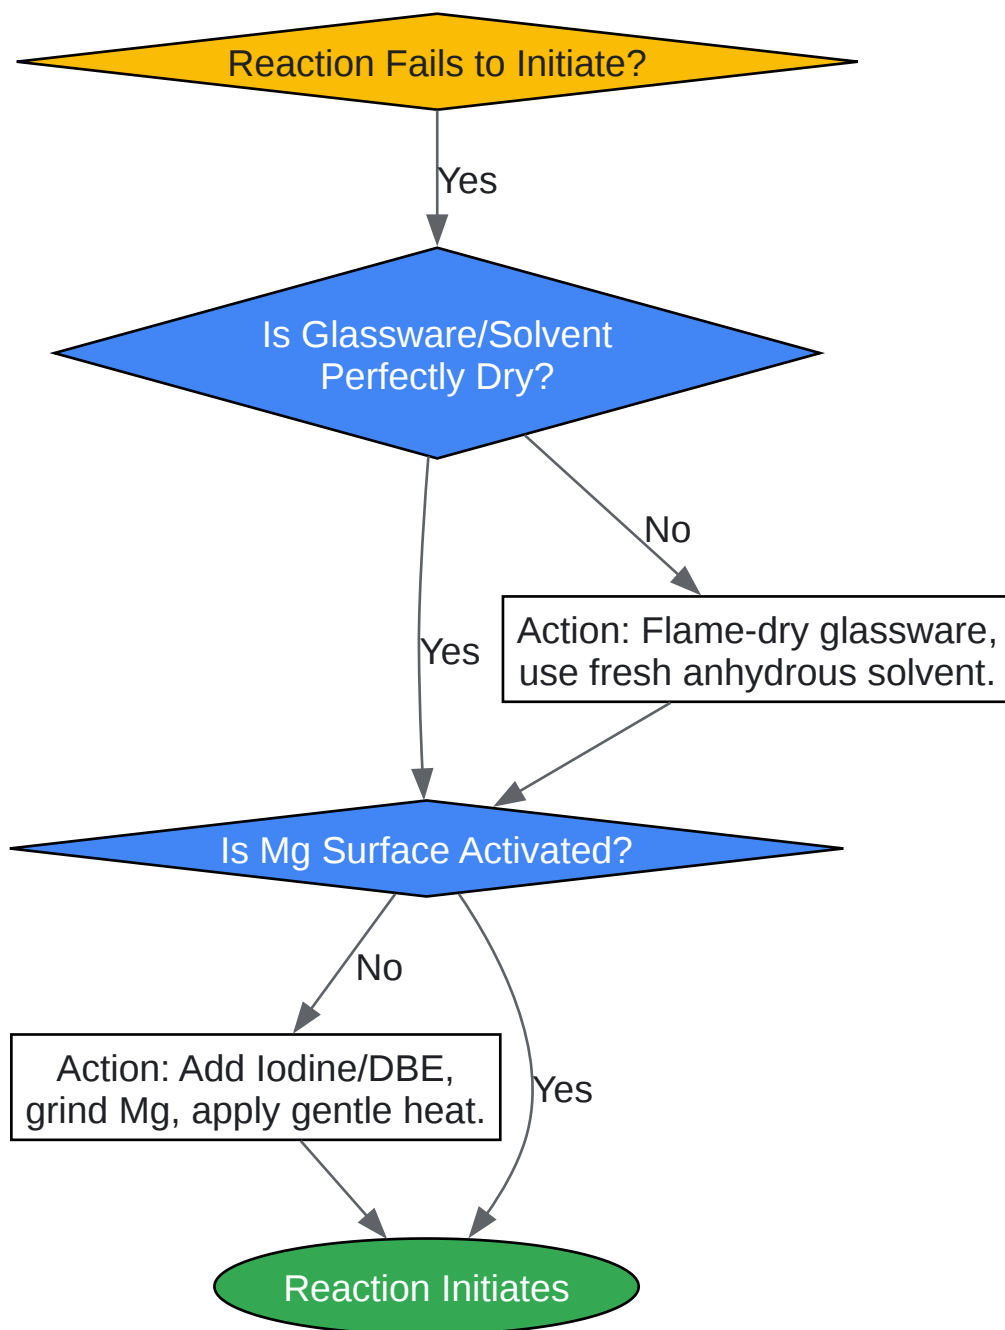 Reaction Fails to Initiate?
Yes
Is Glassware/Solvent
Perfectly Dry?
No
Action: Flame-dry glassware,
use fresh anhydrous solvent.
Yes
Is Mg Surface Activated?
No
Action: Add Iodine/DBE,
grind Mg, apply gentle heat.
Yes
Reaction Initiates